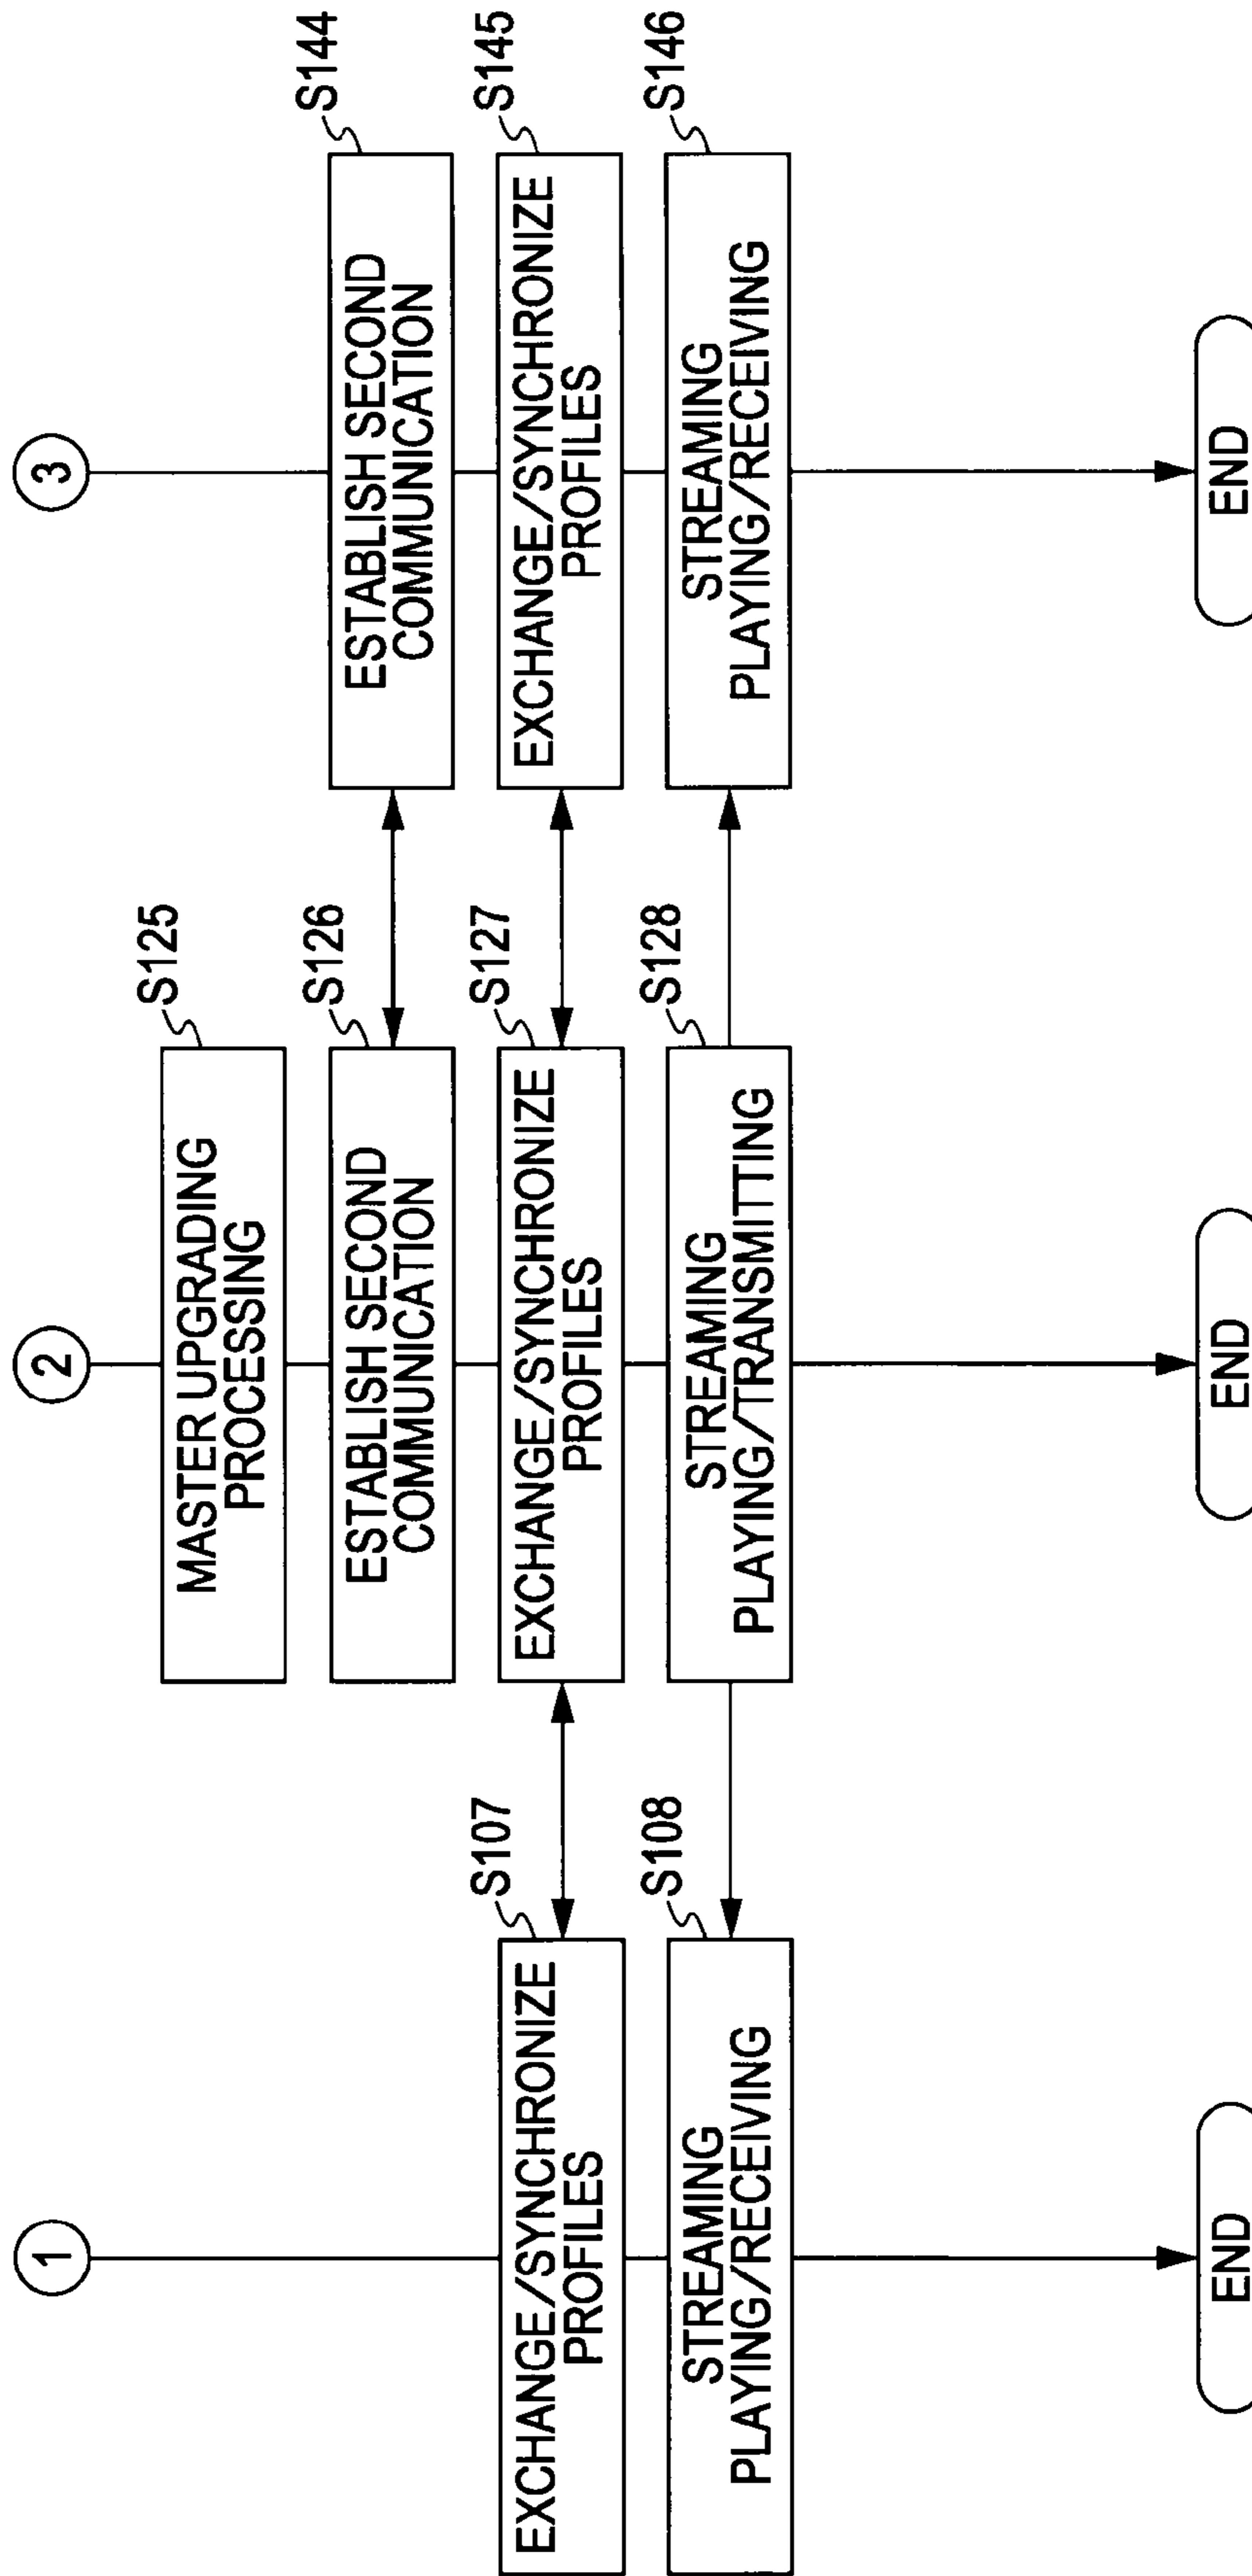 1
EXCHANGE/SYNCHRONIZE
PROFILES
S107
STREAMING
PLAYING/RECEIVING
S108
END
2
MASTER UPGRADING
PROCESSING
S125
ESTABLISH SECOND
COMMUNICATION
S126
EXCHANGE/SYNCHRONIZE
PROFILES
S127
STREAMING
PLAYING/TRANSMITTING
S128
END
3
ESTABLISH SECOND
COMMUNICATION
S144
EXCHANGE/SYNCHRONIZE
PROFILES
S145
STREAMING
PLAYING/RECEIVING
S146
END